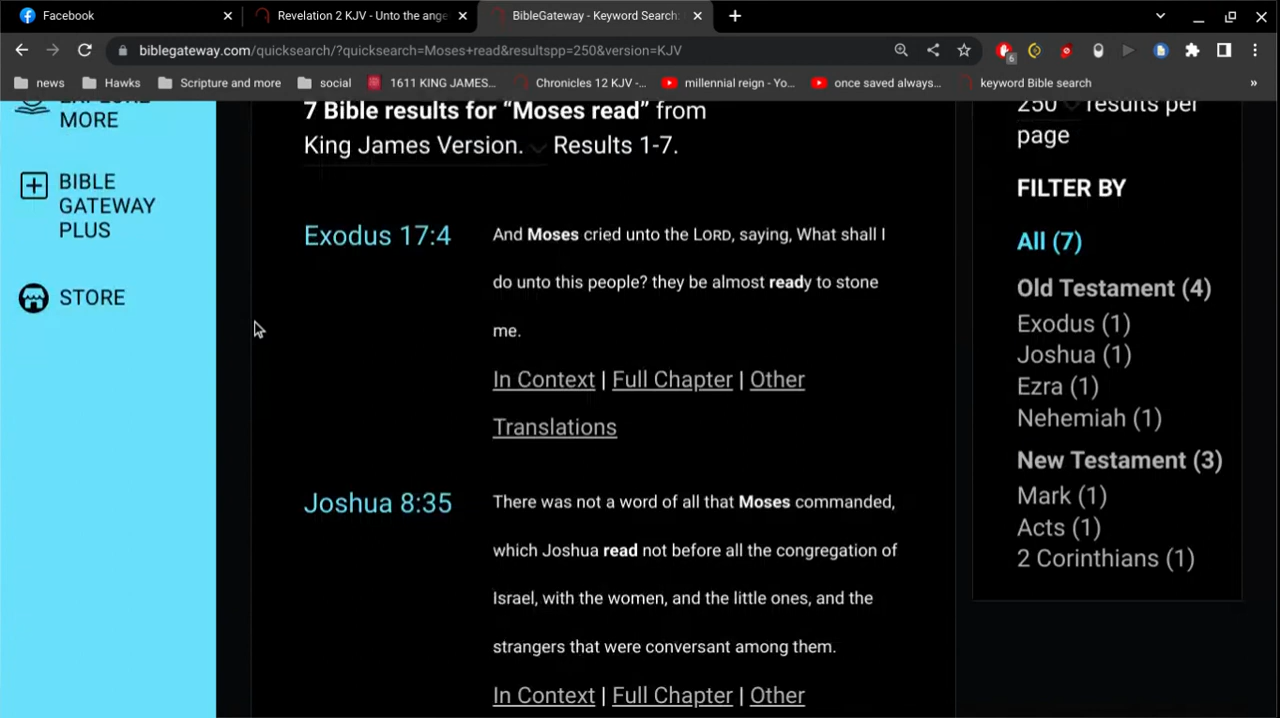 Facebook
Revelation 2 KJV - Unto the ange
BibleGateway - Keyword Search:
biblegateway.com/quicksearch/?quicksearch=Moses+read&resultspp=250&version=KJV
6
news
Hawks
Scripture and more
social
1611 KING JAMES...
Chronicles 12 KJV -...
millennial reign - Yo...
once saved always...
keyword Bible search
»
EXPLORE
MORE
BIBLE
GATEWAY
PLUS
STORE
7 Bible results for “Moses read” from
King James Version. Results 1-7.
Exodus 17:4
And Moses cried unto the LORD, saying, What shall I
do unto this people? they be almost ready to stone
me.
In Context | Full Chapter | Other
Translations
Joshua 8:35
There was not a word of all that Moses commanded,
which Joshua read not before all the congregation of
Israel, with the women, and the little ones, and the
strangers that were conversant among them.
In Context | Full Chapter | Other
250 results per
page
FILTER BY
All (7)
Old Testament (4)
Exodus (1)
Joshua (1)
Ezra (1)
Nehemiah (1)
New Testament (3)
Mark (1)
Acts (1)
2 Corinthians (1)